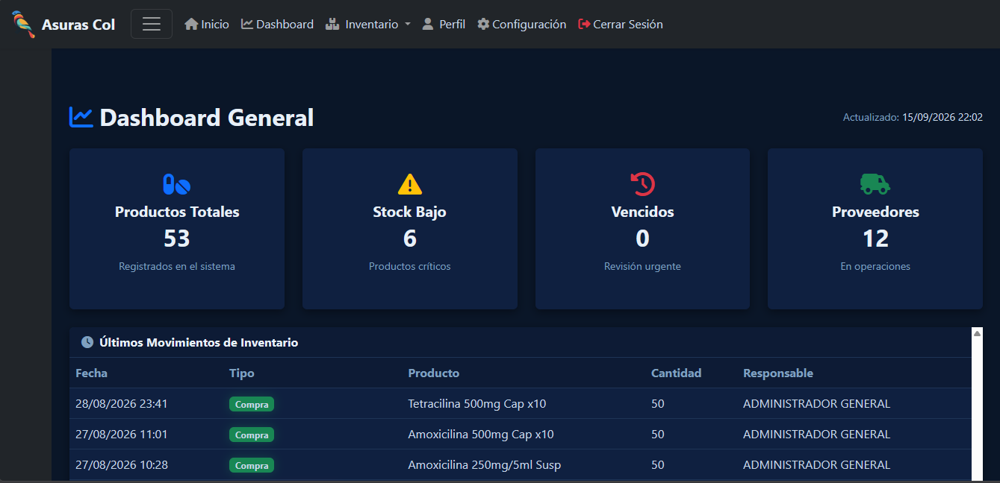 Asuras Col Inicio Dashboard Inventario Perfil Configuración Cerrar Sesión
Dashboard General
Actualizado: 15/09/2026 22:02
Productos Totales
53
Registrados en el sistema
Stock Bajo
6
Productos críticos
Vencidos
0
Revisión urgente
Proveedores
12
En operaciones
Últimos Movimientos de Inventario
Fecha Tipo Producto Cantidad Responsable
28/08/2026 23:41 Compra Tetracilina 500mg Cap x10 50 ADMINISTRADOR GENERAL
27/08/2026 11:01 Compra Amoxicilina 500mg Cap x10 50 ADMINISTRADOR GENERAL
27/08/2026 10:28 Compra Amoxicilina 250mg/5ml Susp 50 ADMINISTRADOR GENERAL